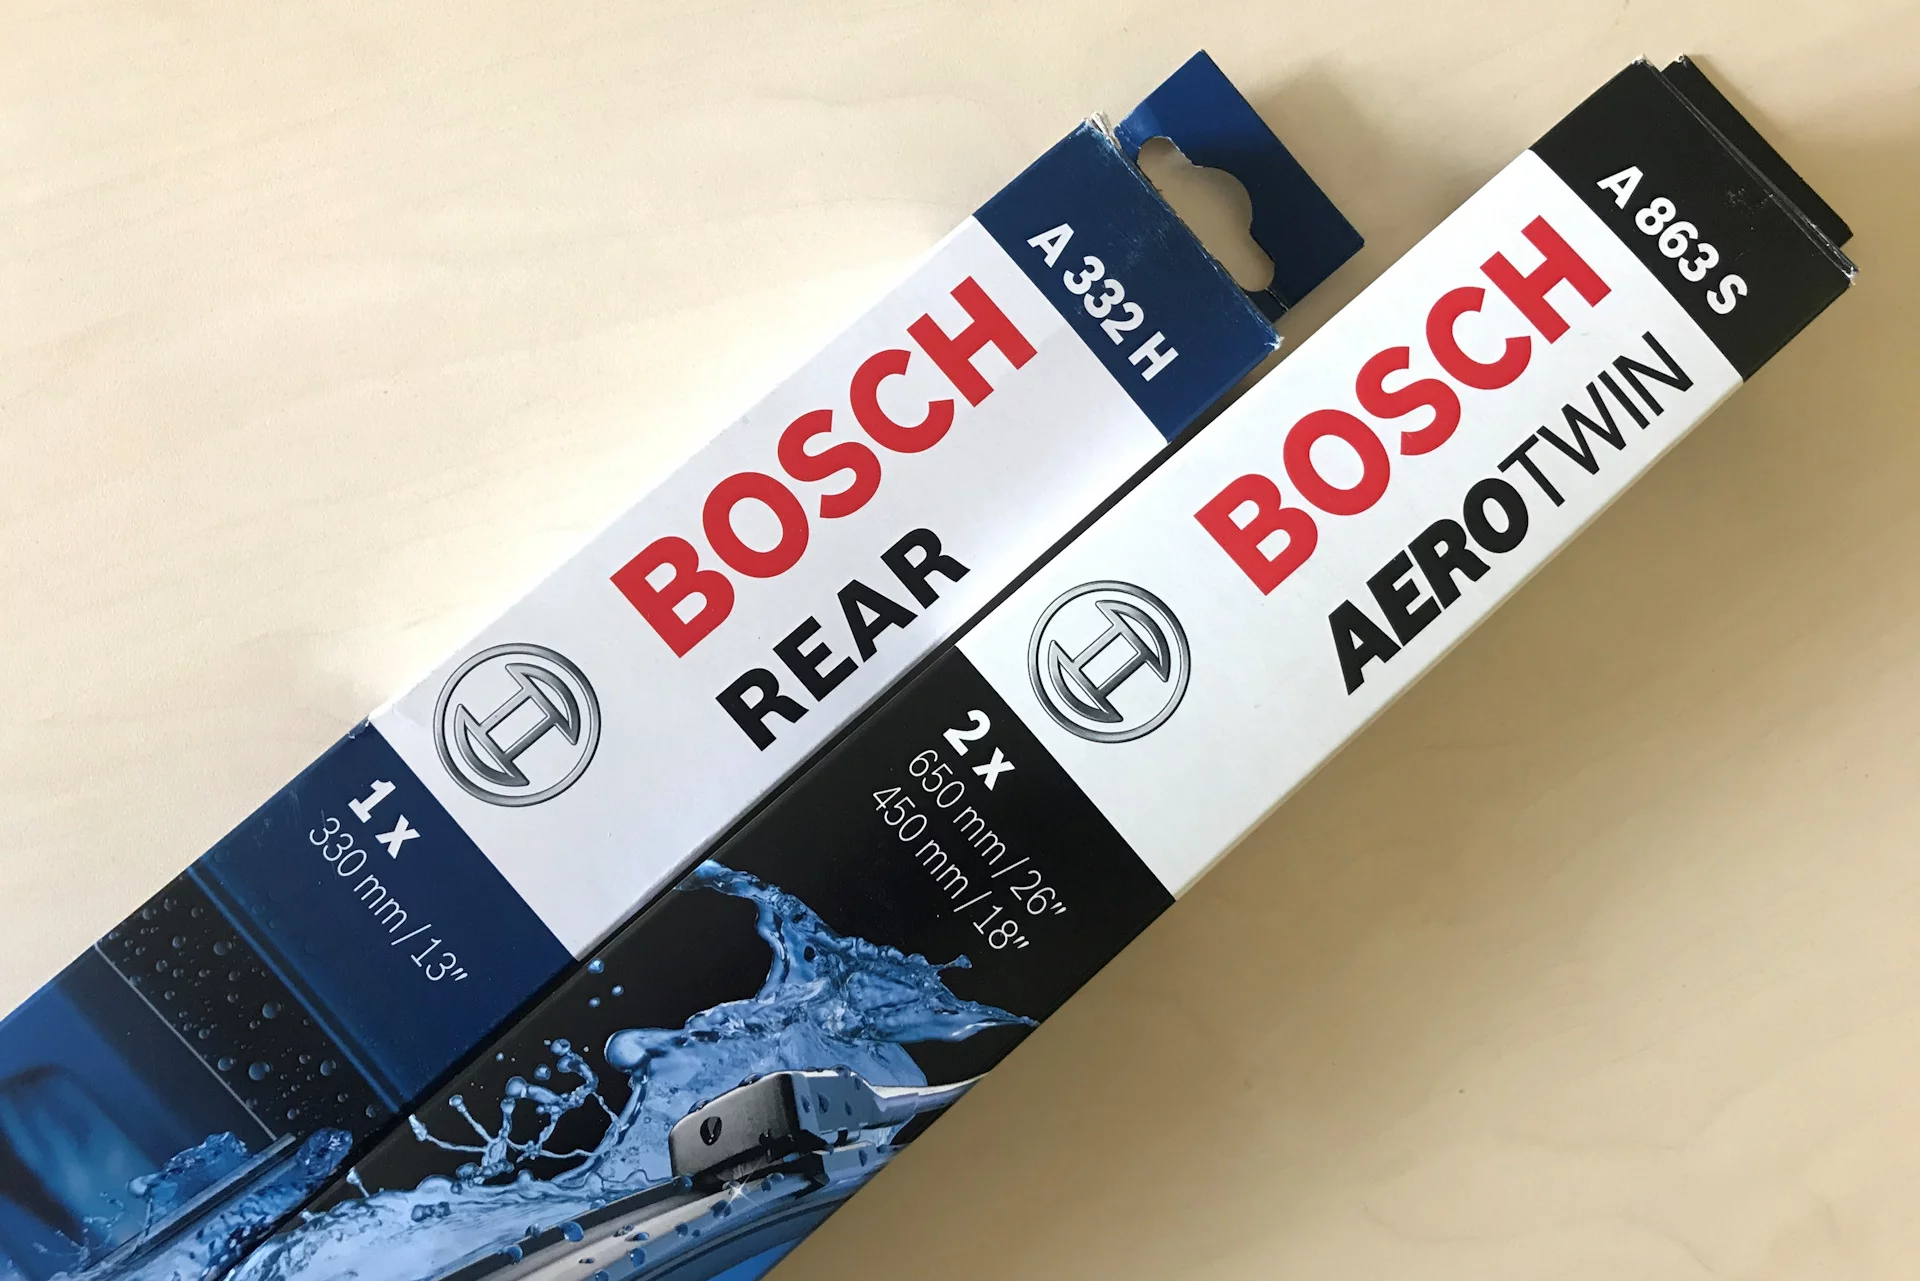 A 332 H
BOSCH
REAR
1 x
330 mm / 13"
A 863 S
BOSCH
AEROTWIN
2 x
650 mm / 26"
450 mm / 18"